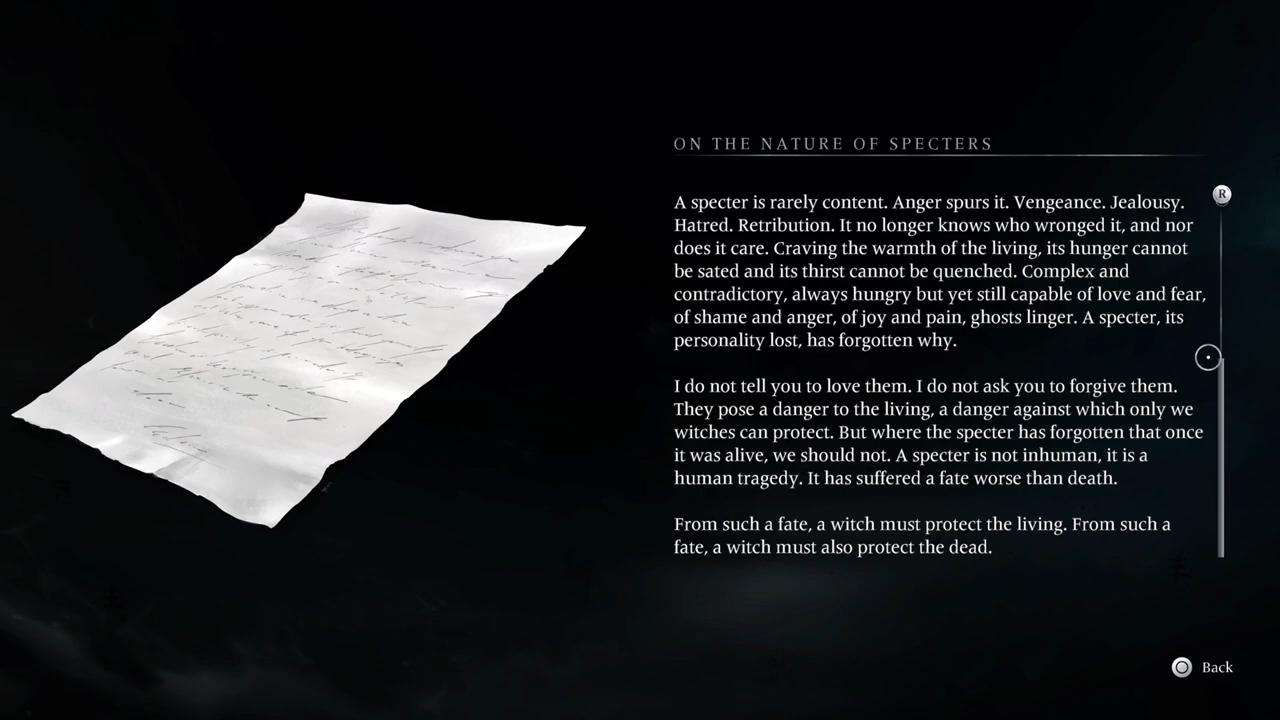 ON THE NATURE OF SPECTERS
A specter is rarely content. Anger spurs it. Vengeance. Jealousy.
Hatred. Retribution. It no longer knows who wronged it, and nor
does it care. Craving the warmth of the living, its hunger cannot
be sated and its thirst cannot be quenched. Complex and
contradictory, always hungry but yet still capable of love and fear,
of shame and anger, of joy and pain, ghosts linger. A specter, its
personality lost, has forgotten why.
I do not tell you to love them. I do not ask you to forgive them.
They pose a danger to the living, a danger against which only we
witches can protect. But where the specter has forgotten that once
it was alive, we should not. A specter is not inhuman, it is a
human tragedy. It has suffered a fate worse than death.
From such a fate, a witch must protect the living. From such a
fate, a witch must also protect the dead.
R
Back